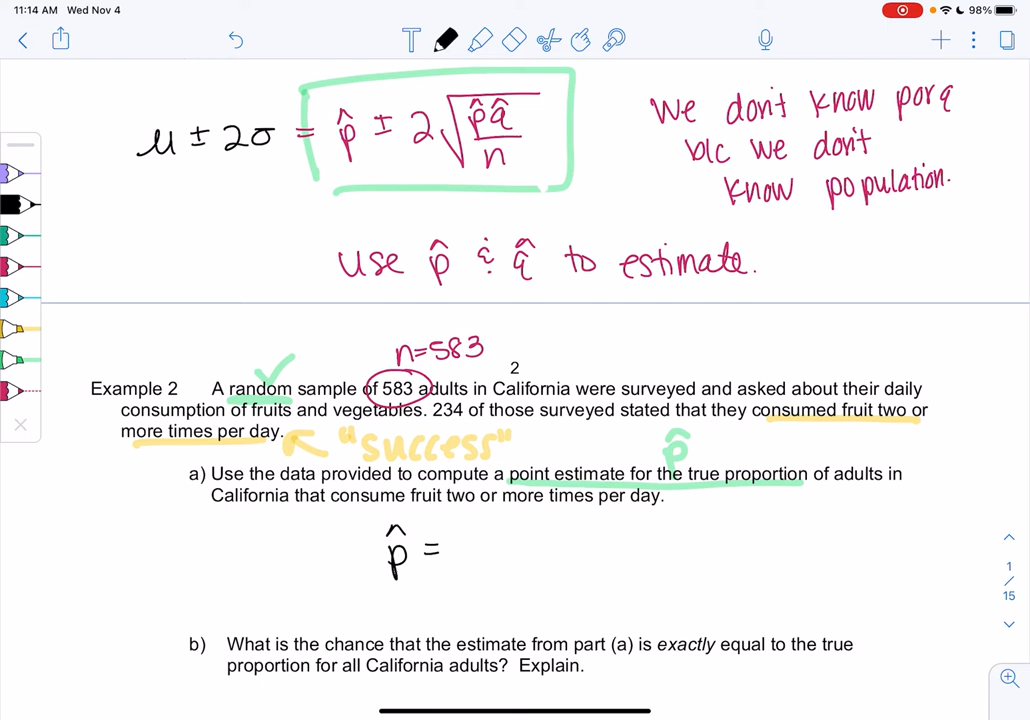 11:14 AM Wed Nov 4
98%
T
μ ± 2σ = p̂ ± 2√(p̂q̂/n)
We don't know p or q
b/c we don't
know population.
use p̂ & q̂ to estimate.
n=583
2
Example 2 A random sample of 583 adults in California were surveyed and asked about their daily
consumption of fruits and vegetables. 234 of those surveyed stated that they consumed fruit two or
more times per day. "success"
p̂
a) Use the data provided to compute a point estimate for the true proportion of adults in
California that consume fruit two or more times per day.
p̂ =
1
/
15
b) What is the chance that the estimate from part (a) is exactly equal to the true
proportion for all California adults? Explain.